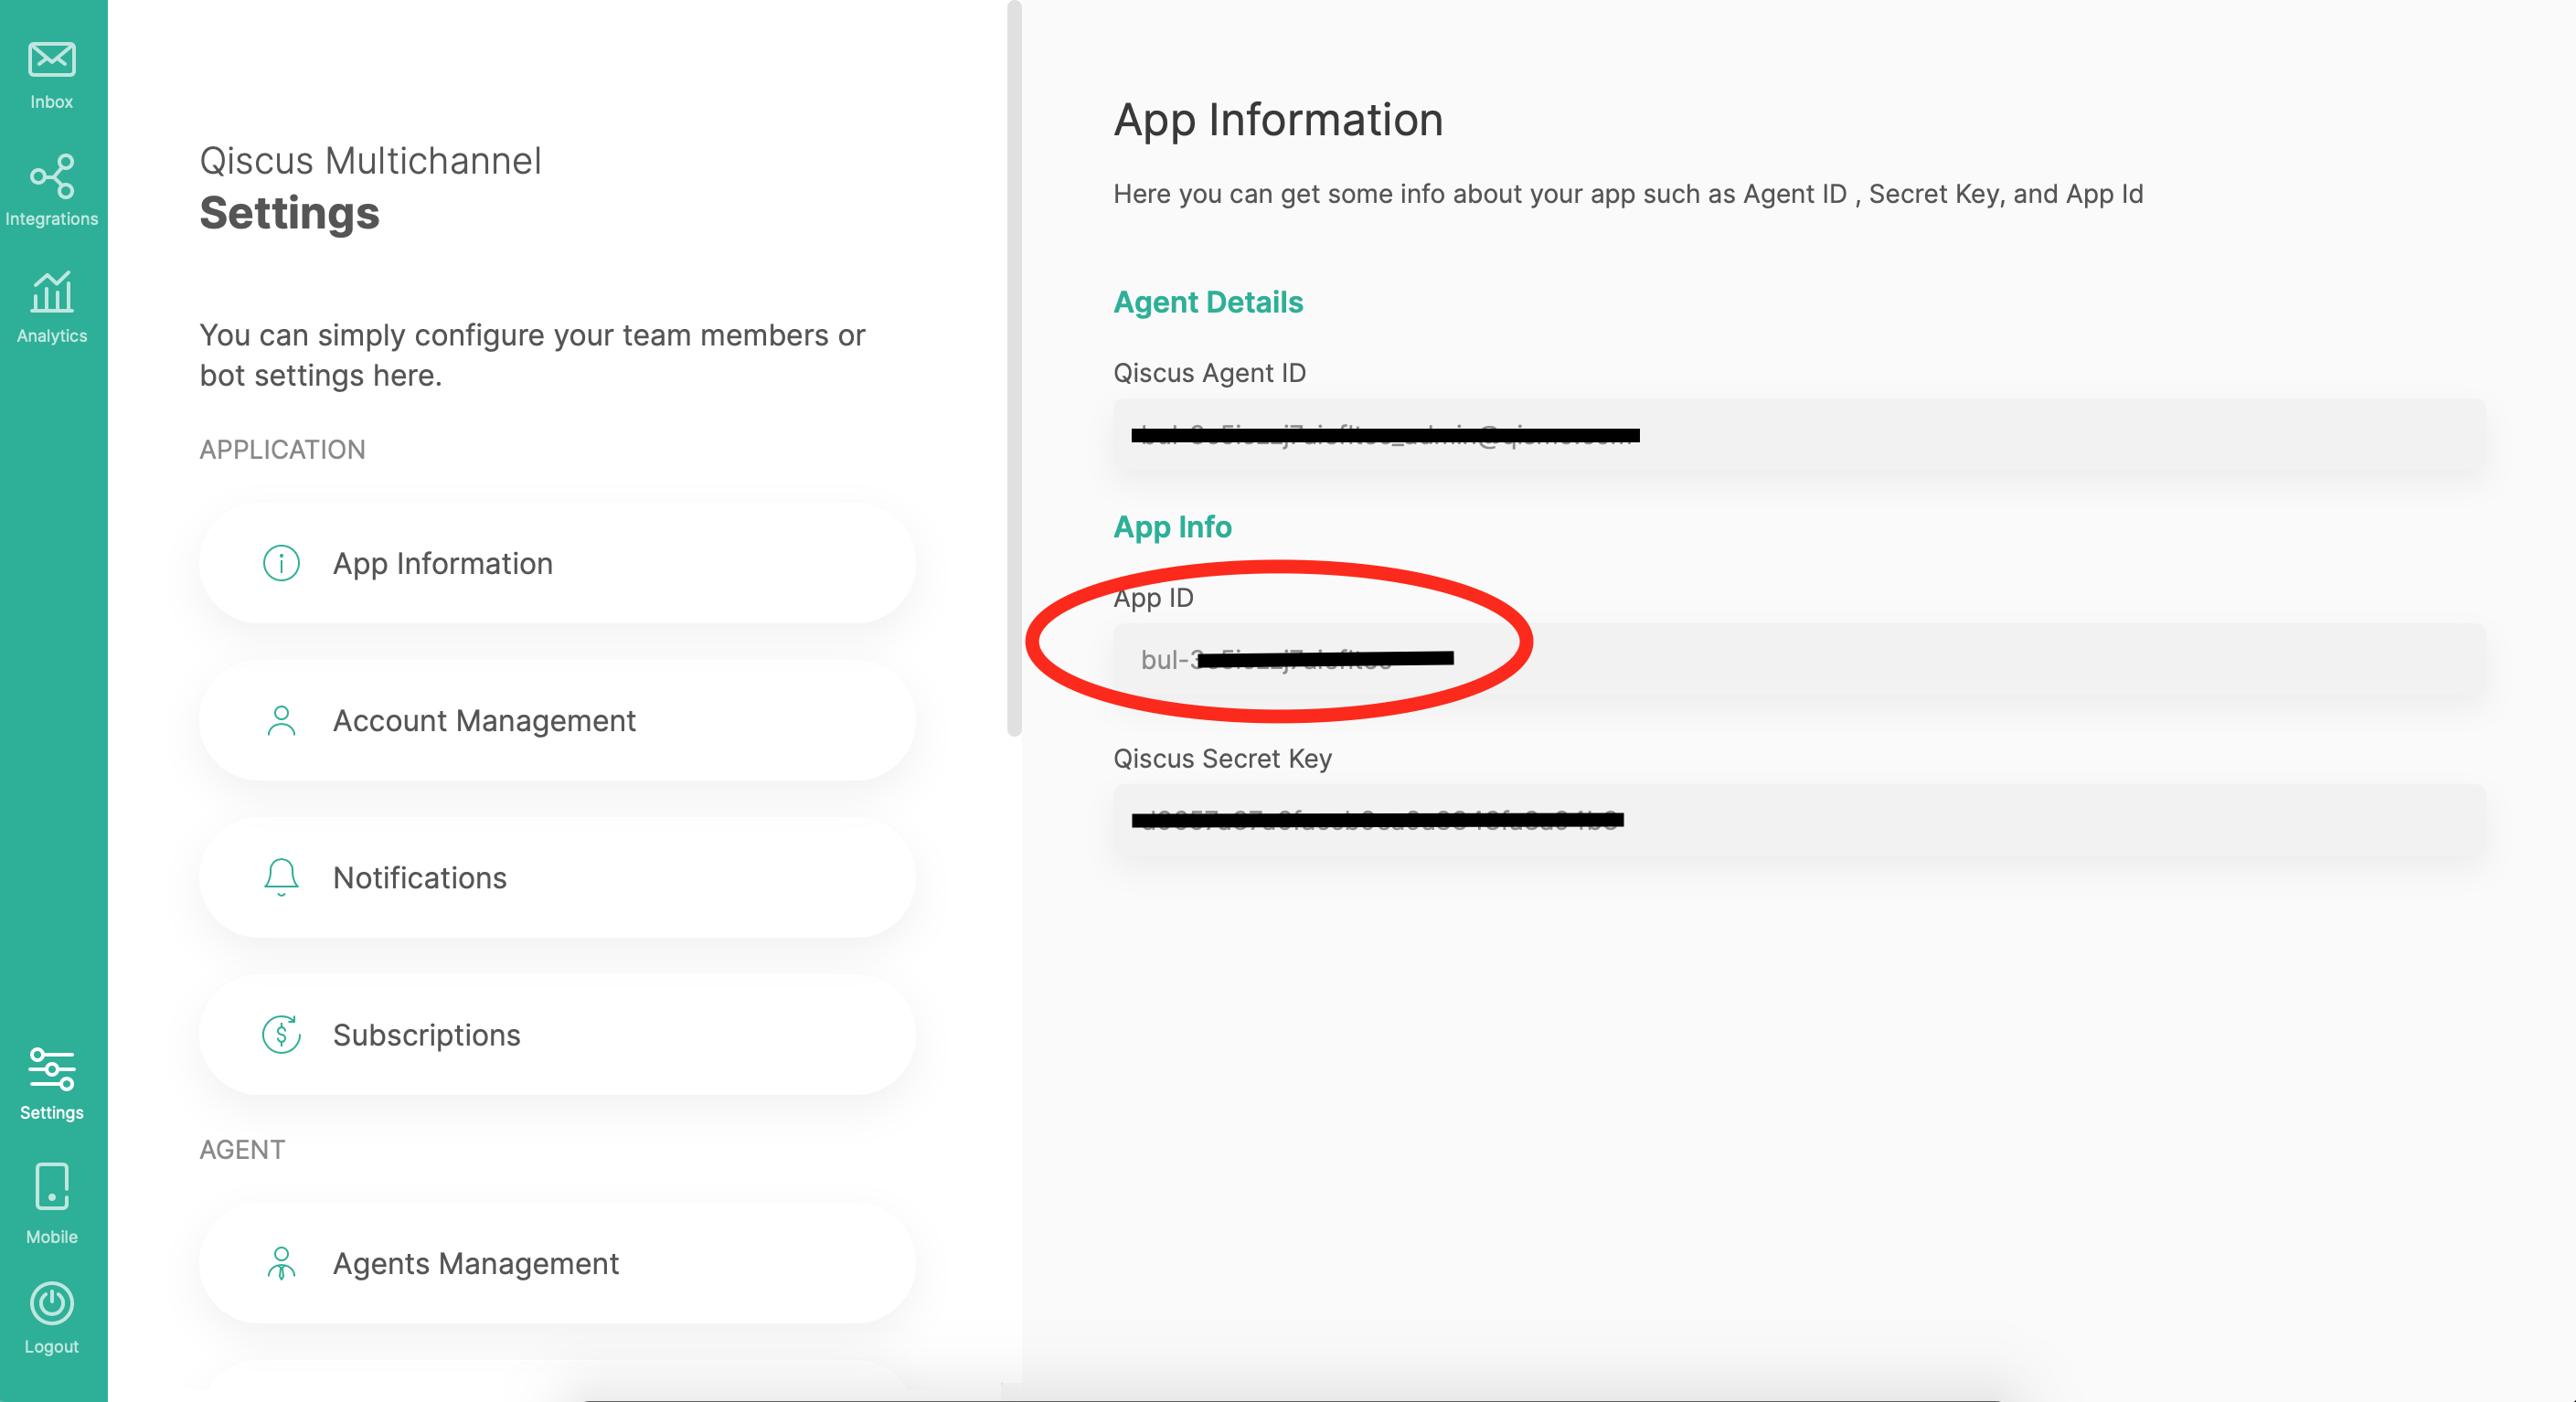 Inbox
Integrations
Analytics
Settings
Mobile
Logout
Qiscus Multichannel
Settings
You can simply configure your team members or
bot settings here.
APPLICATION
App Information
Account Management
Notifications
Subscriptions
AGENT
Agents Management
App Information
Here you can get some info about your app such as Agent ID , Secret Key, and App Id
Agent Details
Qiscus Agent ID
App Info
App ID
bul-3
Qiscus Secret Key